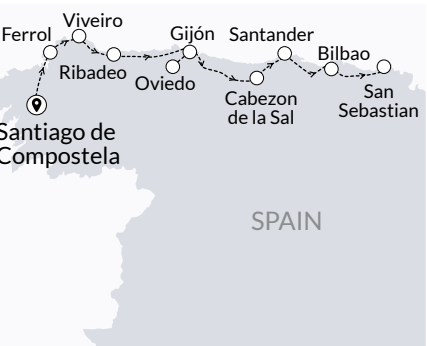 Viveiro
Ferrol
Gijón
Santander
Ribadeo
Oviedo
Bilbao
Cabezon
de la Sal
San
Sebastian
Santiago de
Compostela
SPAIN